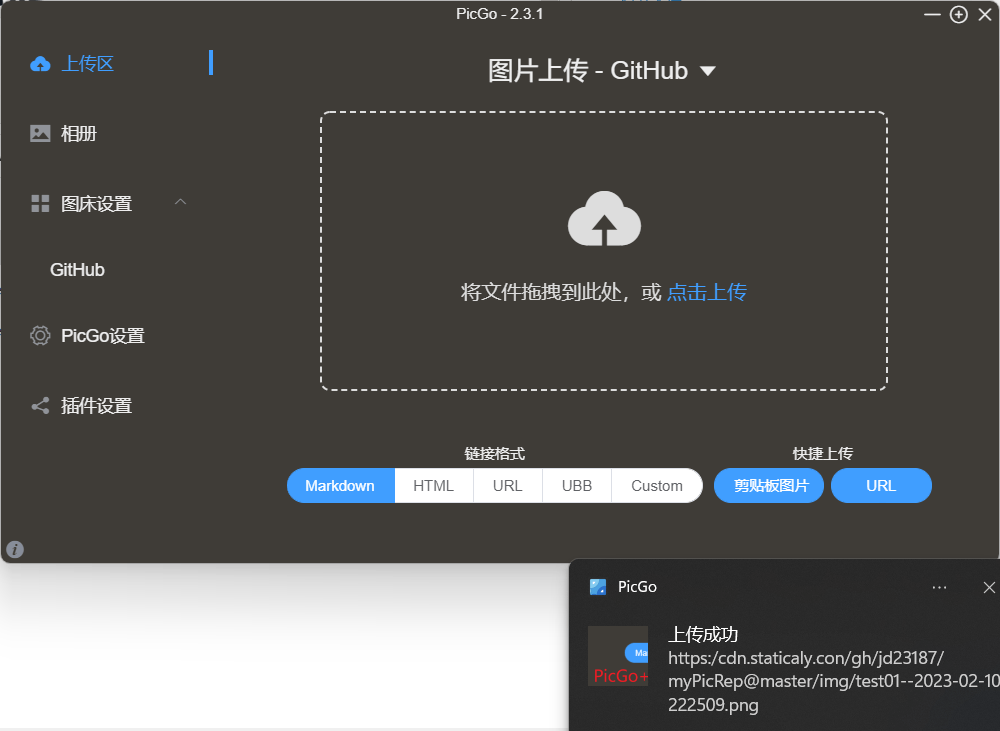 PicGo - 2.3.1
上传区
相册
图床设置
GitHub
PicGo设置
插件设置
图片上传 - GitHub
将文件拖拽到此处，或 点击上传
链接格式
Markdown HTML URL UBB Custom
快捷上传
剪贴板图片 URL
PicGo
上传成功
https:/cdn.staticaly.con/gh/jd23187/
myPicRep@master/img/test01--2023-02-10
222509.png
Ma
PicGo+